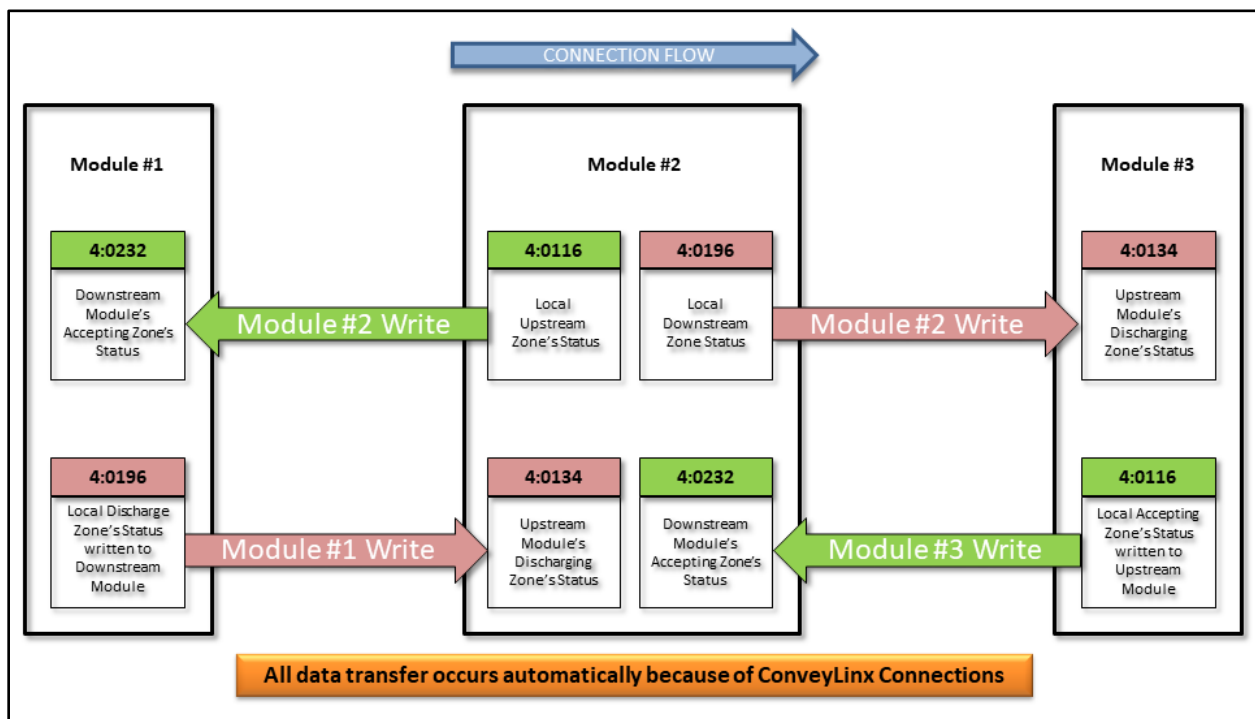 CONNECTION FLOW
Module #1
Module #2
Module #3
4:0232
Downstream
Module's
Accepting Zone's
Status
4:0116
Local
Upstream
Zone's Status
4:0196
Local
Downstream
Zone Status
4:0134
Upstream
Module's
Discharging
Zone's Status
Module #2 Write
Module #2 Write
4:0196
Local Discharge
Zone's Status
written to
Downstream
Module
4:0134
Upstream
Module's
Discharging
Zone's Status
4:0232
Downstream
Module's
Accepting Zone's
Status
4:0116
Local Accepting
Zone's Status
written to
Upstream
Module
Module #1 Write
Module #3 Write
All data transfer occurs automatically because of ConveyLinx Connections